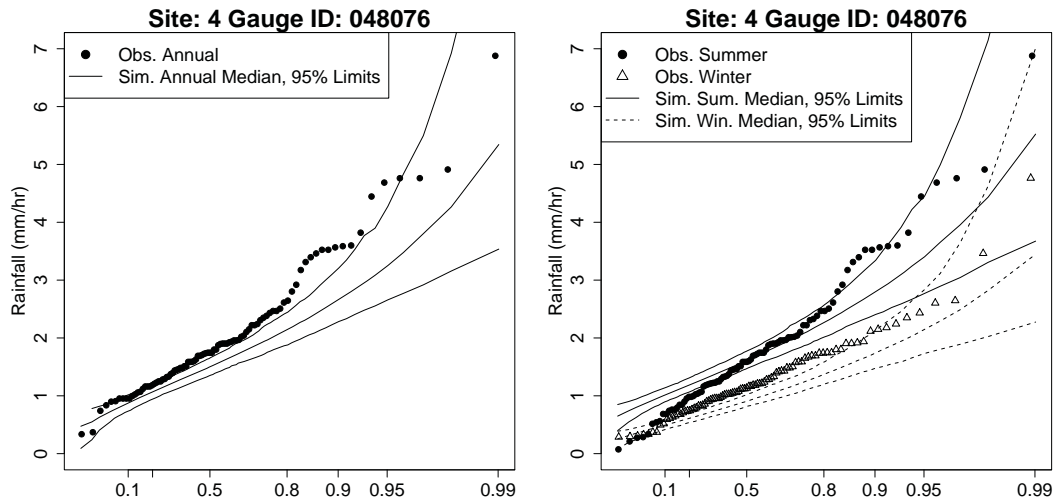 Site: 4 Gauge ID: 048076
Obs. Annual
Sim. Annual Median, 95% Limits
Rainfall (mm/hr)
7
6
5
4
3
2
1
0
0.1
0.5
0.8
0.9
0.95
0.99
Site: 4 Gauge ID: 048076
Obs. Summer
Obs. Winter
Sim. Sum. Median, 95% Limits
Sim. Win. Median, 95% Limits
Rainfall (mm/hr)
7
6
5
4
3
2
1
0
0.1
0.5
0.8
0.9
0.95
0.99